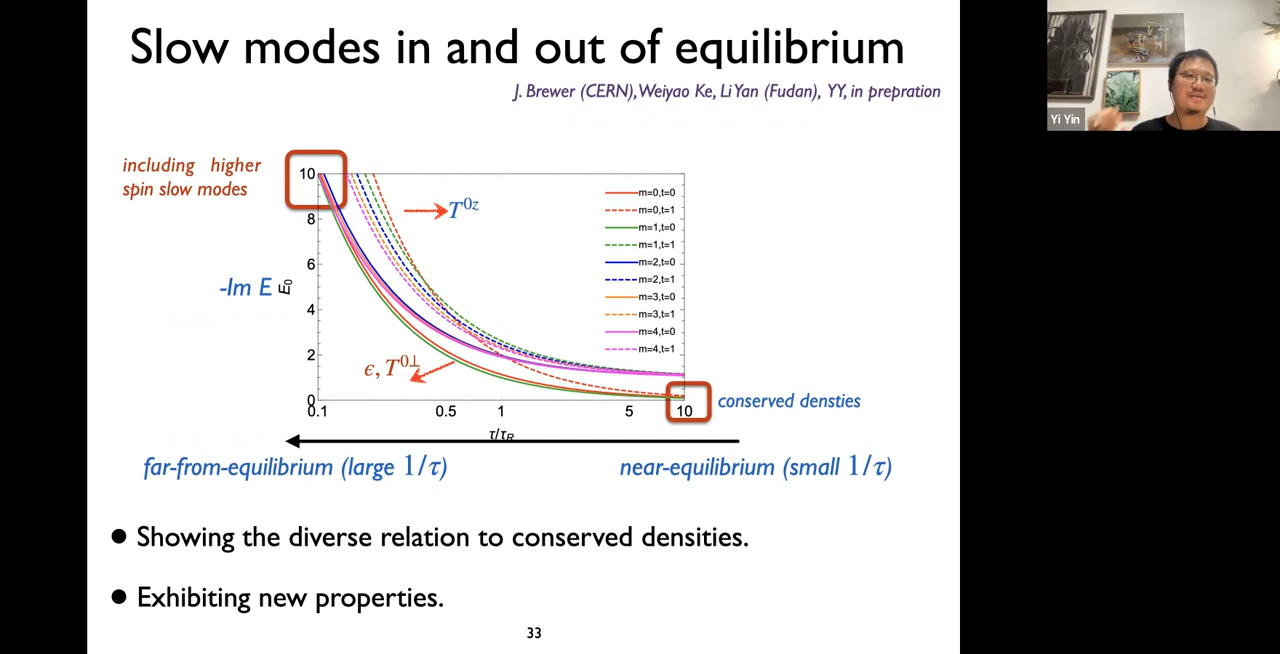 Slow modes in and out of equilibrium
J. Brewer (CERN), Weiyao Ke, Li Yan (Fudan), YY, in prepration
Yi Yin
including higher
spin slow modes
10
8
6
4
2
0
-Im E
E₀
T⁰ᶻ
ϵ, T⁰⊥
m=0,t=0
m=0,t=1
m=1,t=0
m=1,t=1
m=2,t=0
m=2,t=1
m=3,t=0
m=3,t=1
m=4,t=0
m=4,t=1
conserved densties
0.1 0.5 1 5 10
τ/τ_R
far-from-equilibrium (large 1/τ)
near-equilibrium (small 1/τ)
● Showing the diverse relation to conserved densities.
● Exhibiting new properties.
33